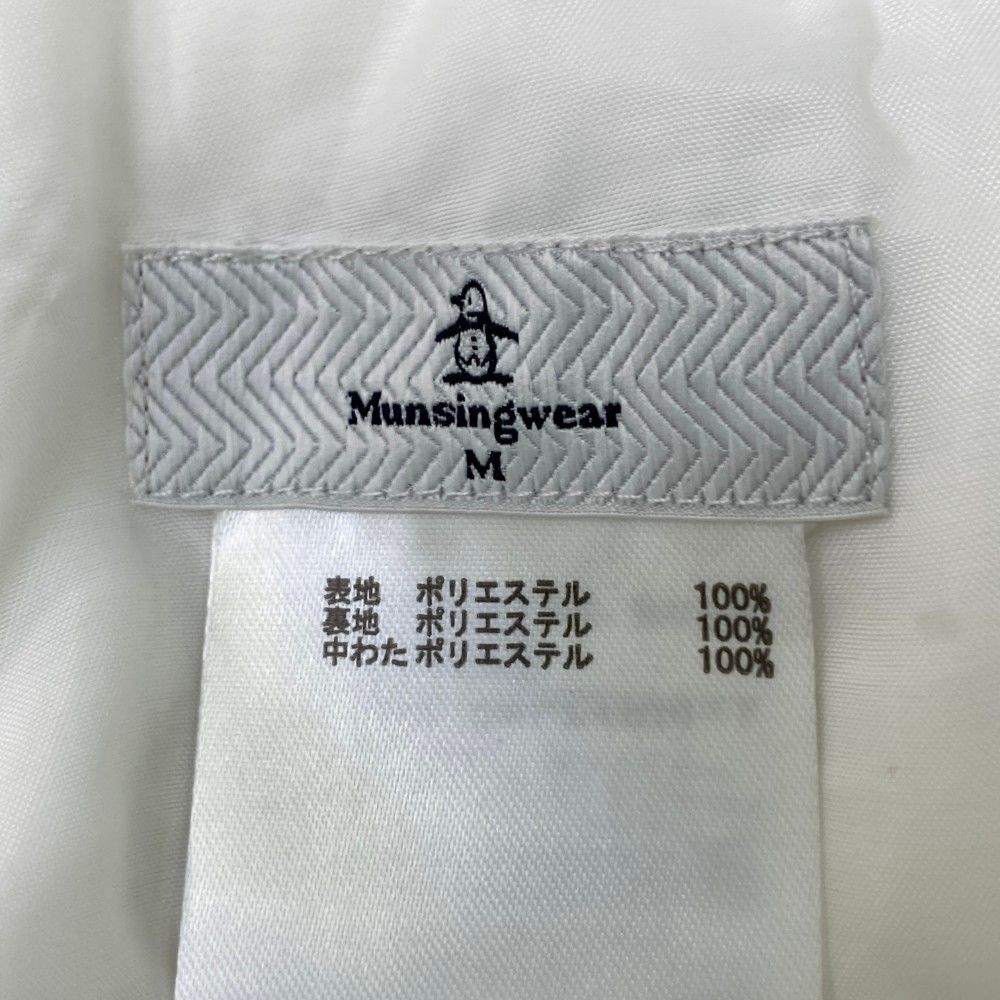 Munsingwear
M
表地 ポリエステル 100%
裏地 ポリエステル 100%
中わた ポリエステル 100%